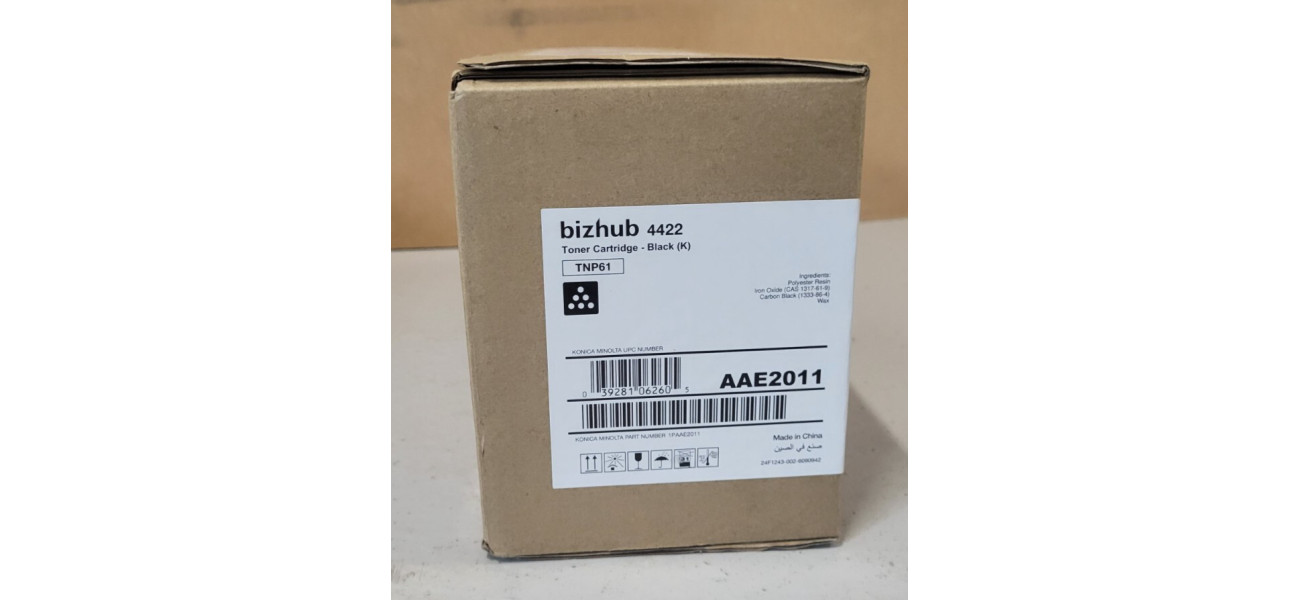 bizhub 4422
Toner Cartridge - Black (K)
TNP61
Ingredients:
Polyester Resin
Iron Oxide (CAS 1317-61-9)
Carbon Black (1333-86-4)
Wax
KONICA MINOLTA UPC NUMBER
0 39281 06260 5
AAE2011
KONICA MINOLTA PART NUMBER 1PAAE2011
Made in China
صنع في الصين